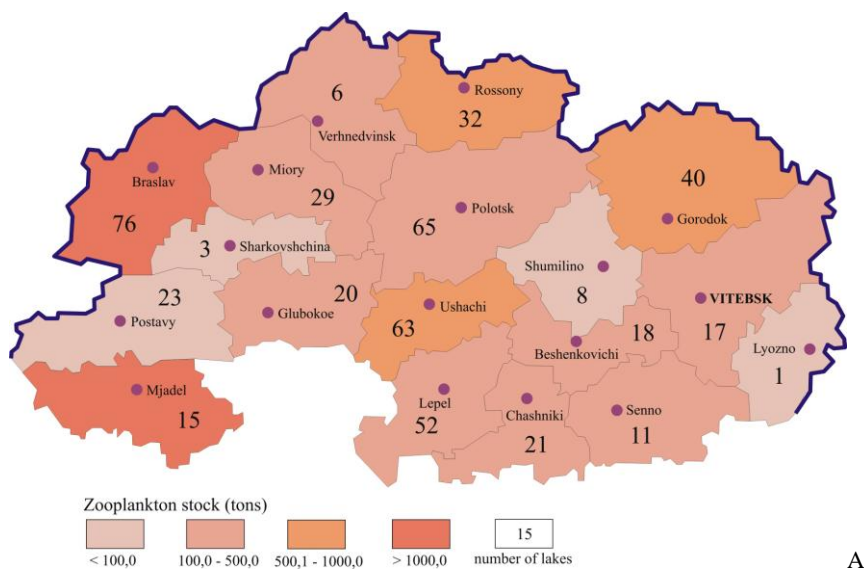 6
Verhnedvinsk
Rossony
32
Braslav
76
Miory
29
Polotsk
65
40
Gorodok
3
Sharkovshchina
Shumilino
8
23
Postavy
Glubokoe
20
Ushachi
63
VITEBSK
17
18
Beshenkovichi
Lyozno
1
Mjadel
15
Lepel
52
Chashniki
21
Senno
11
Zooplankton stock (tons)
< 100,0
100,0 - 500,0
500,1 - 1000,0
> 1000,0
15
number of lakes
A